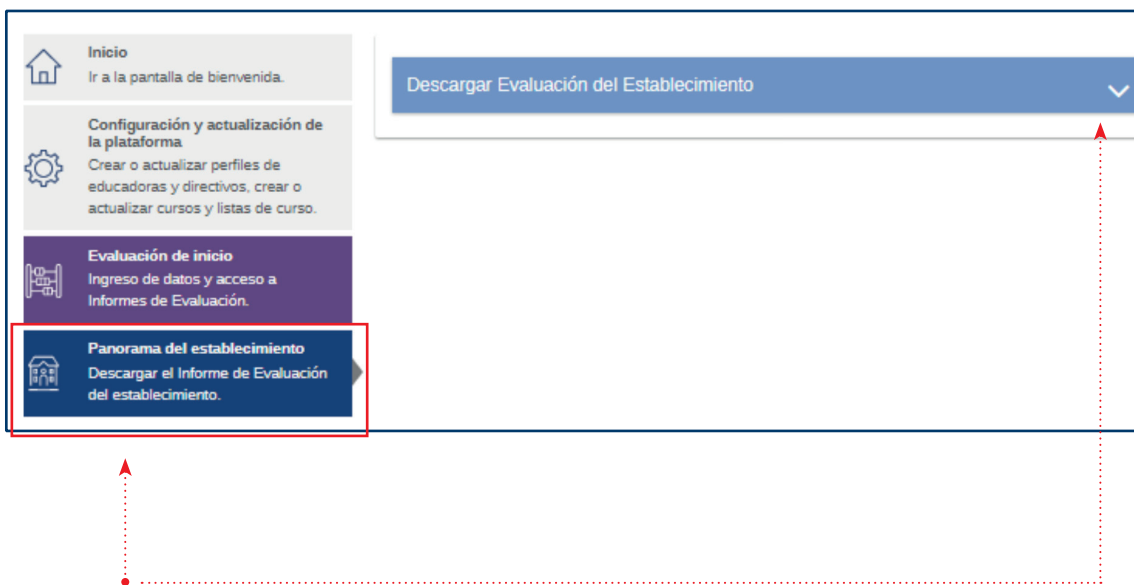 Inicio
Ir a la pantalla de bienvenida.
Configuración y actualización de
la plataforma
Crear o actualizar perfiles de
educadoras y directivos, crear o
actualizar cursos y listas de curso.
Evaluación de inicio
Ingreso de datos y acceso a
Informes de Evaluación.
Panorama del establecimiento
Descargar el Informe de Evaluación
del establecimiento.
Descargar Evaluación del Establecimiento